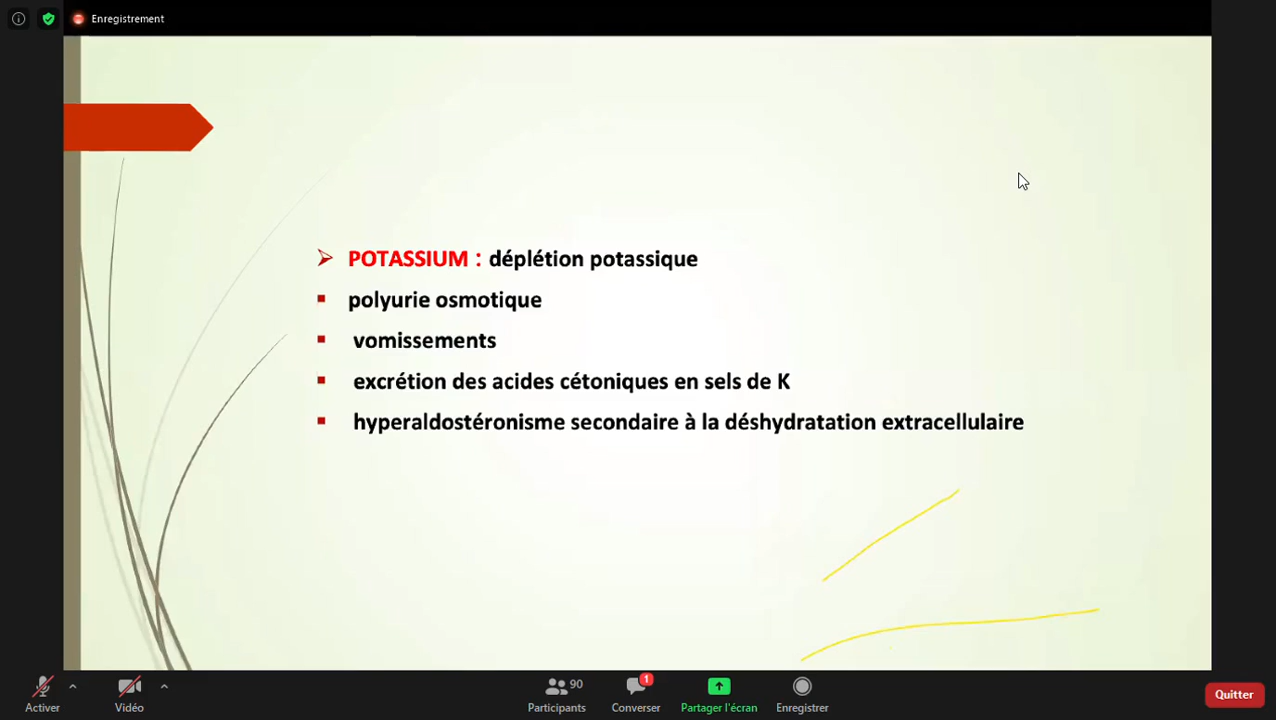 Enregistrement
➢ POTASSIUM : déplétion potassique
▪ polyurie osmotique
▪ vomissements
▪ excrétion des acides cétoniques en sels de K
▪ hyperaldostéronisme secondaire à la déshydratation extracellulaire
Activer Vidéo 90 Participants 1 Converser Partager l'écran Enregistrer Quitter